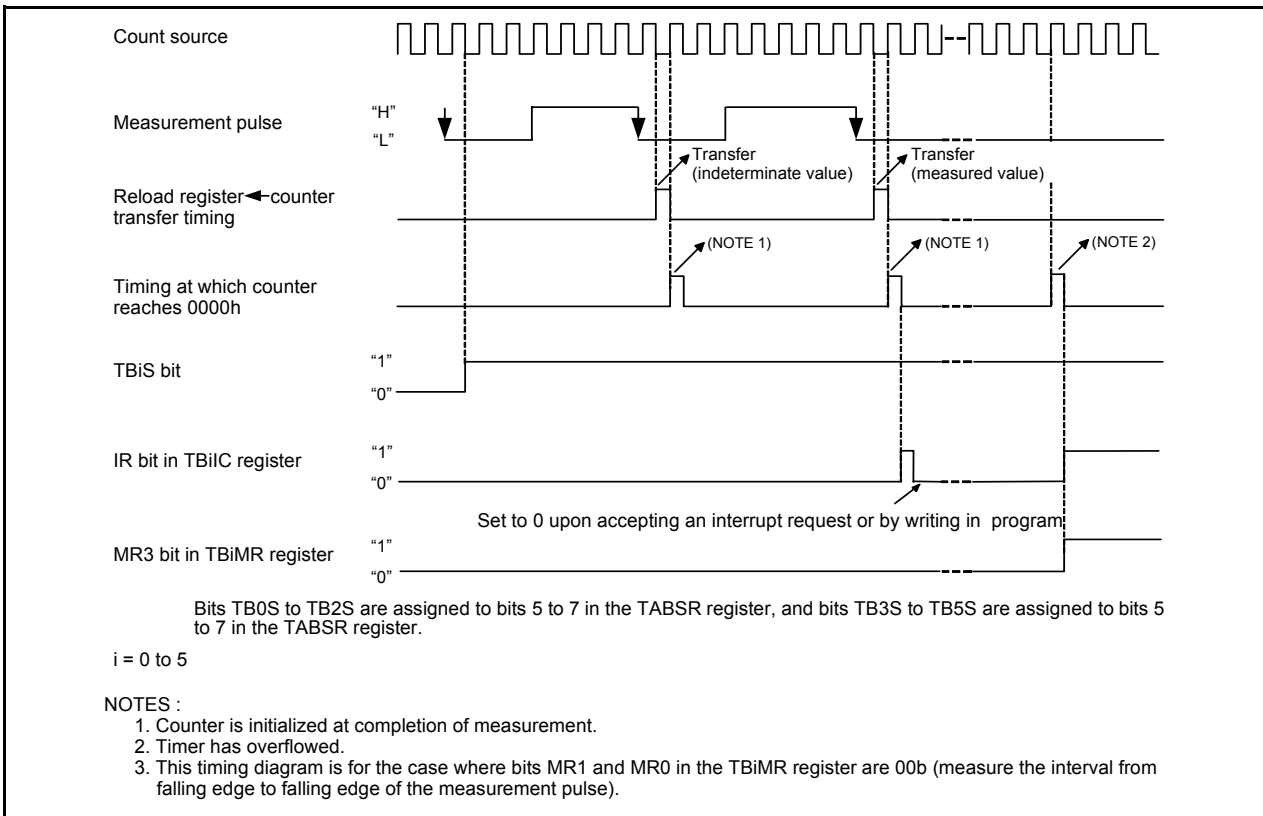 Count source
Measurement pulse
“H”
“L”
Transfer
(indeterminate value)
Transfer
(measured value)
Reload register ◄ counter
transfer timing
(NOTE 1)
(NOTE 1)
(NOTE 2)
Timing at which counter
reaches 0000h
TBiS bit
“1”
“0”
IR bit in TBiIC register
“1”
“0”
Set to 0 upon accepting an interrupt request or by writing in program
MR3 bit in TBiMR register
“1”
“0”
Bits TB0S to TB2S are assigned to bits 5 to 7 in the TABSR register, and bits TB3S to TB5S are assigned to bits 5
to 7 in the TABSR register.
i = 0 to 5
NOTES :
1. Counter is initialized at completion of measurement.
2. Timer has overflowed.
3. This timing diagram is for the case where bits MR1 and MR0 in the TBiMR register are 00b (measure the interval from
falling edge to falling edge of the measurement pulse).